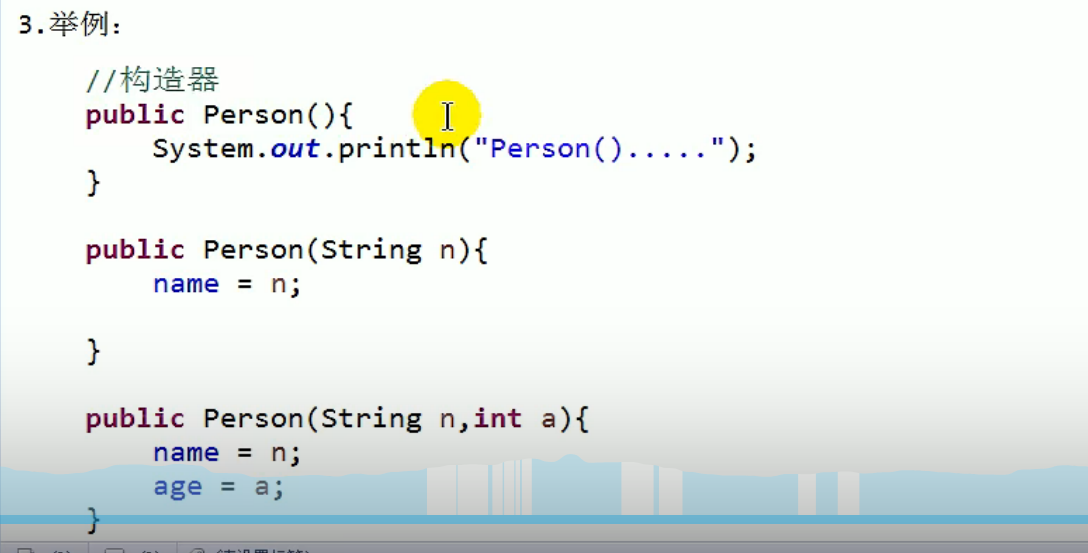 3.举例:
//构造器
public Person(){
System.out.println("Person().....");
}
public Person(String n){
name = n;
}
public Person(String n,int a){
name = n;
age = a;
}